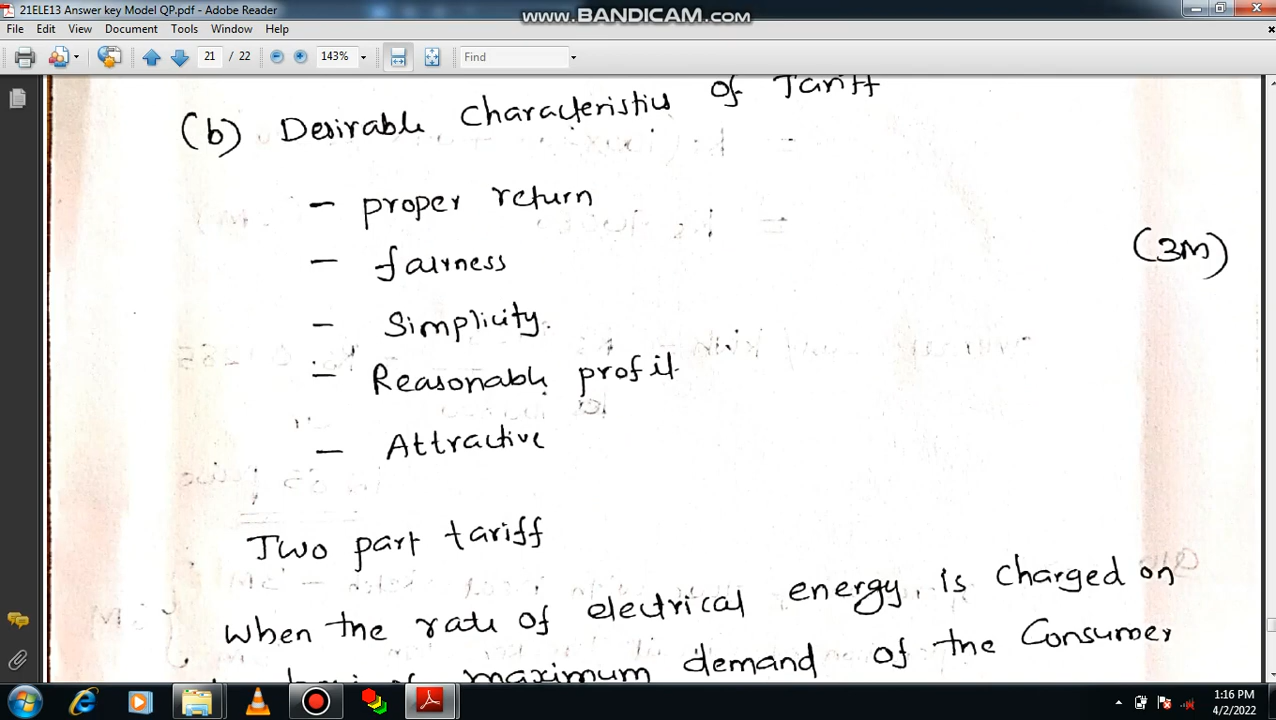 21ELE13 Answer key Model QP.pdf - Adobe Reader
www.BANDICAM.com
File Edit View Document Tools Window Help
21 / 22 143% Find
(b) Desirable Characteristics of Tariff
- proper return
- fairness
(3M)
- Simplicity.
- Reasonable profit
- Attractive
Two part tariff
When the rate of electrical energy is charged on
maximum demand of the Consumer
1:16 PM
4/2/2022